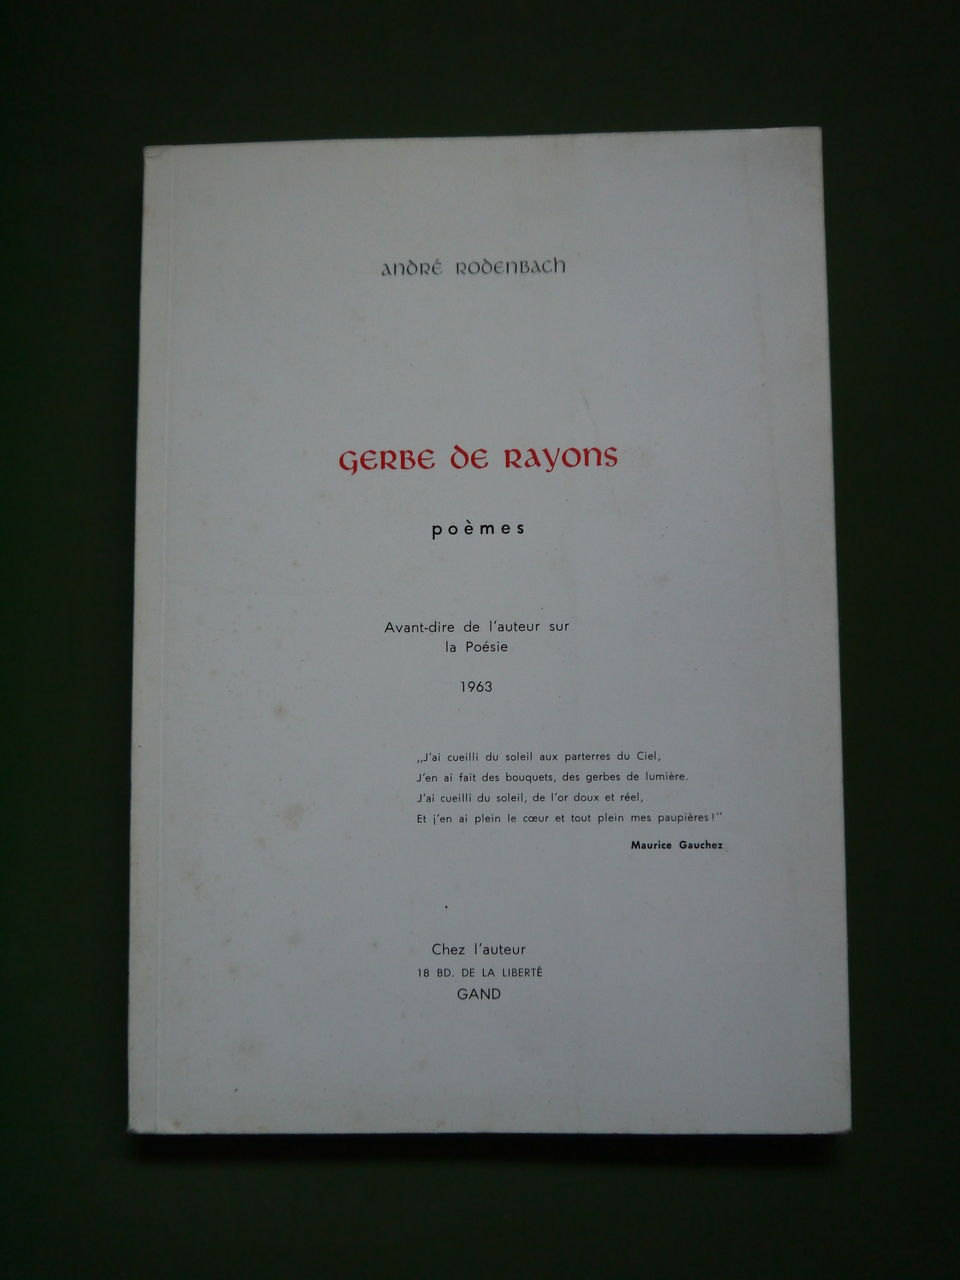 ANDRÉ RODENBACH
GERBE DE RAYONS
poèmes
Avant-dire de l'auteur sur
la Poésie
1963
„J'ai cueilli du soleil aux parterres du Ciel,
J'en ai fait des bouquets, des gerbes de lumière.
J'ai cueilli du soleil, de l'or doux et réel,
Et j'en ai plein le cœur et tout plein mes paupières!"
Maurice Gauchez
Chez l'auteur
18 BD. DE LA LIBERTÉ
GAND